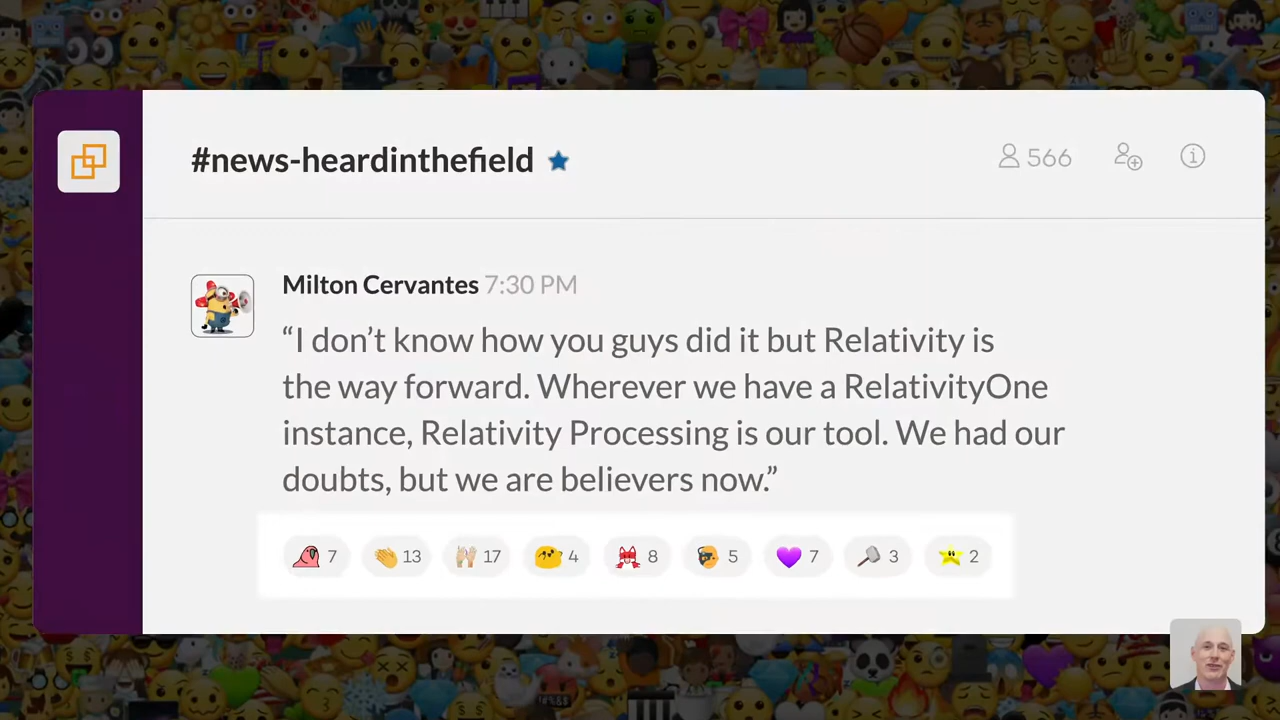 #news-heardinthefield
566
Milton Cervantes 7:30 PM
“I don’t know how you guys did it but Relativity is
the way forward. Wherever we have a RelativityOne
instance, Relativity Processing is our tool. We had our
doubts, but we are believers now.”
7 13 17 4 8 5 7 3 2